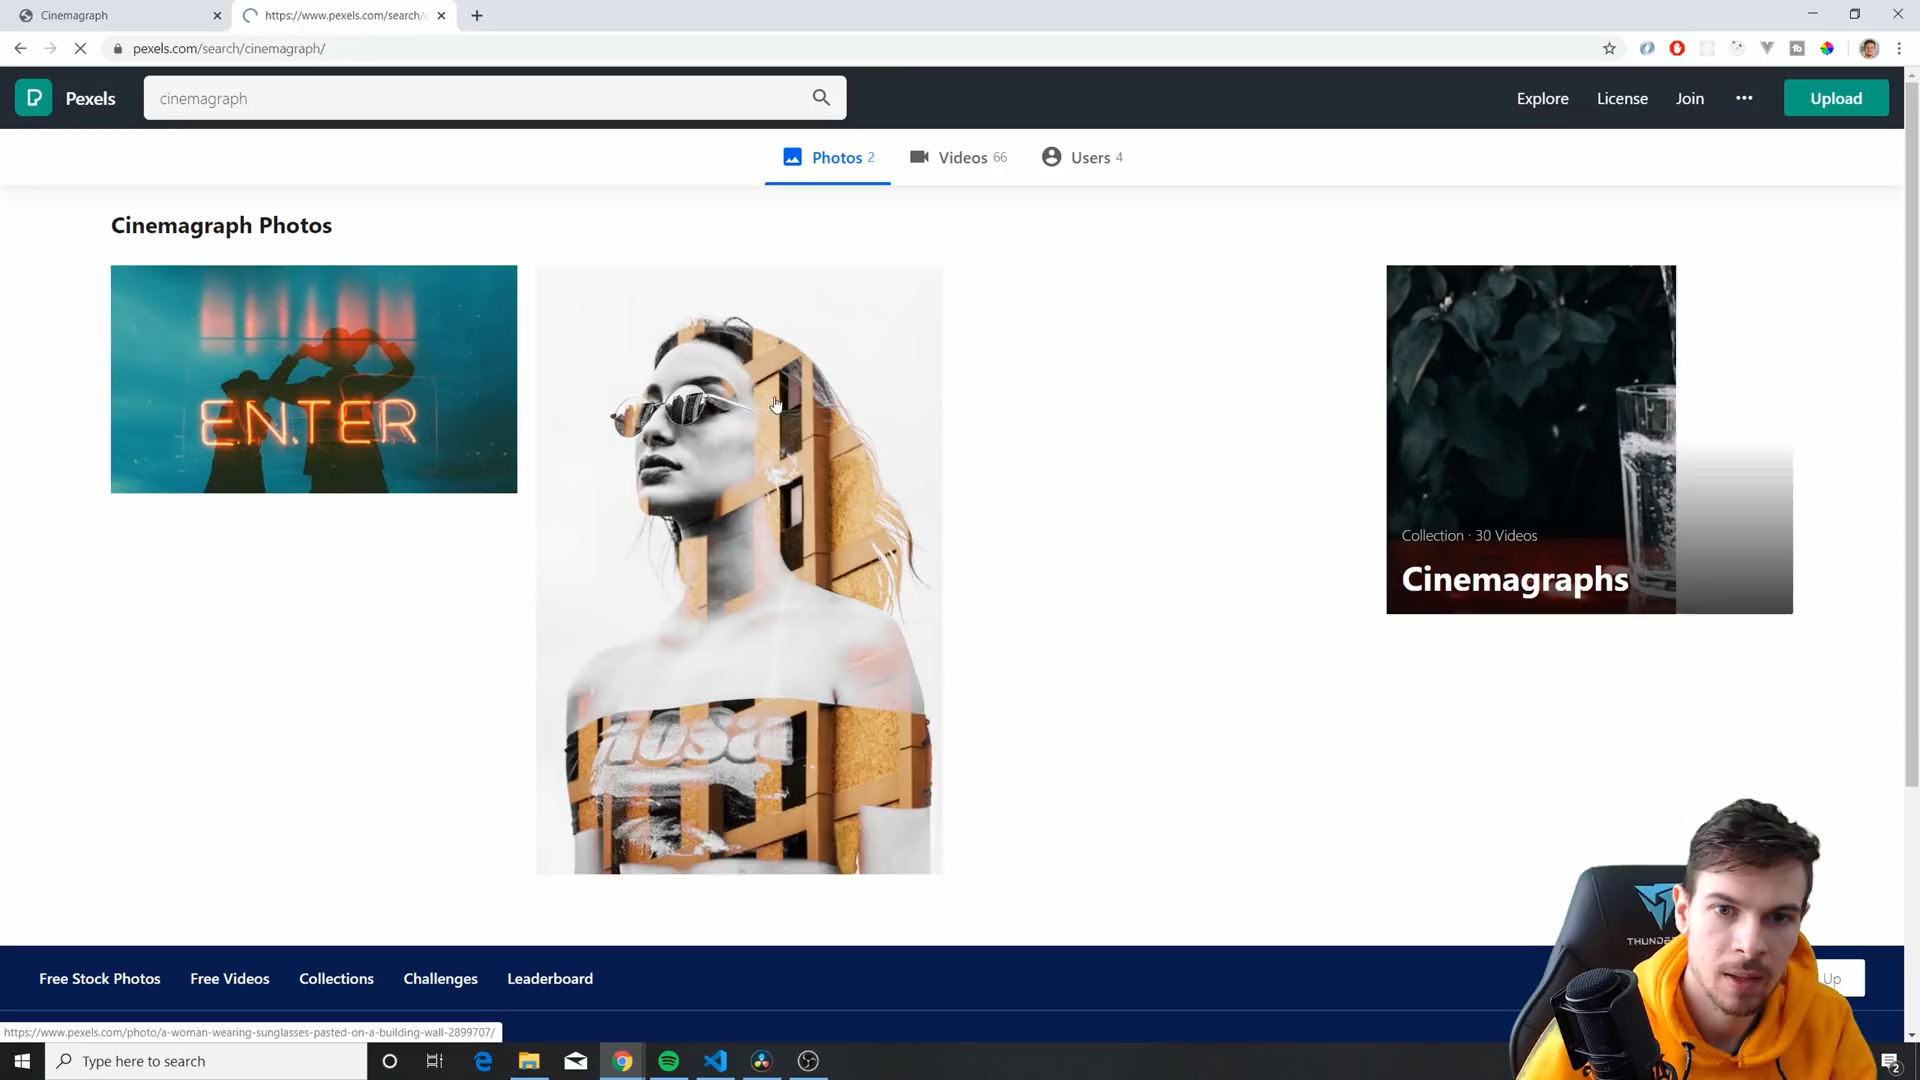 Cinemagraph
https://www.pexels.com/search/c
pexels.com/search/cinemagraph/
Pexels
cinemagraph
Explore
License
Join
Upload
Photos 2
Videos 66
Users 4
Cinemagraph Photos
ENTER
Collection · 30 Videos
Cinemagraphs
Free Stock Photos
Free Videos
Collections
Challenges
Leaderboard
Up
https://www.pexels.com/photo/a-woman-wearing-sunglasses-pasted-on-a-building-wall-2899707/
Type here to search
2